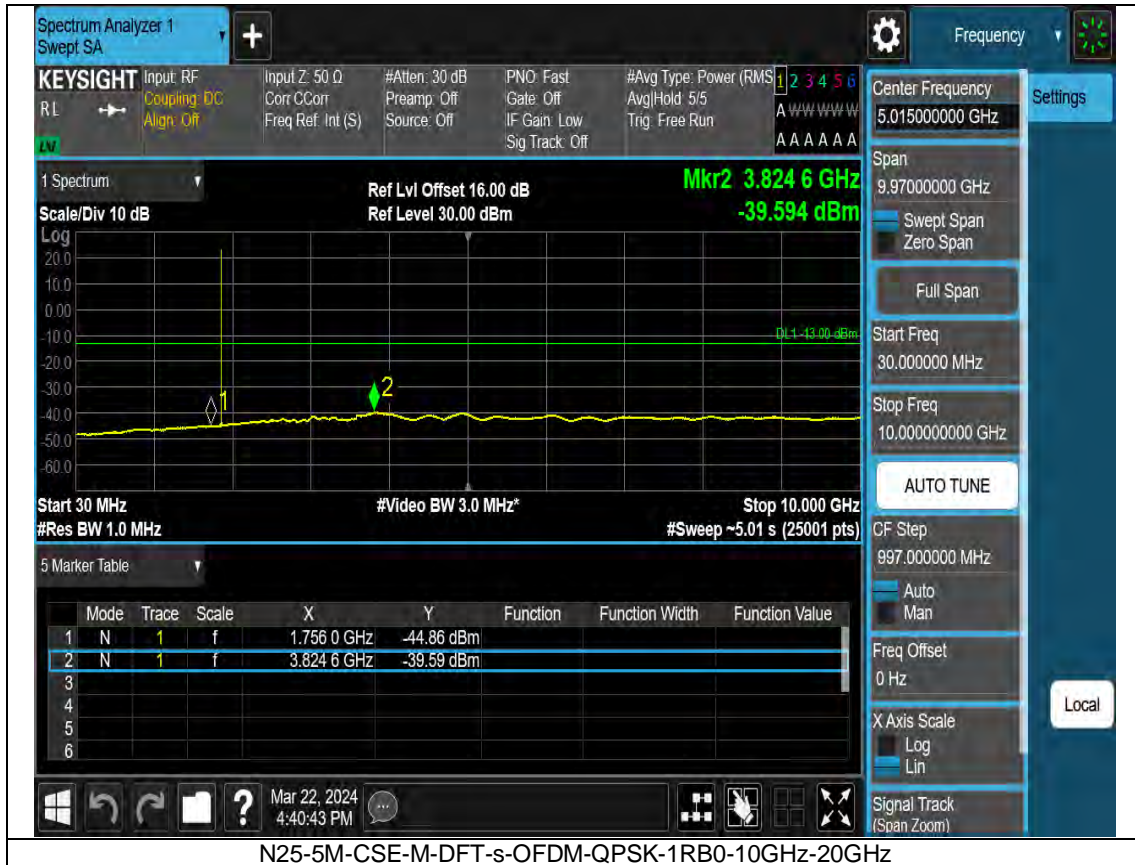 Spectrum Analyzer 1
Swept SA
Frequency
KEYSIGHT
RL
Input: RF
Coupling: DC
Align: Off
Input Z: 50 Ω
Corr CCorr
Freq Ref: Int (S)
#Atten: 30 dB
Preamp: Off
Source: Off
PNO: Fast
Gate: Off
IF Gain: Low
Sig Track: Off
#Avg Type: Power (RMS
Avg|Hold: 5/5
Trig: Free Run
1 2 3 4 5 6
A W W W W W
A A A A A A
1 Spectrum
Ref Lvl Offset 16.00 dB
Mkr2 3.824 6 GHz
Scale/Div 10 dB
Ref Level 30.00 dBm
-39.594 dBm
Log
20.0
10.0
0.00
-10.0
DL1 -13.00 dBm
-20.0
-30.0
-40.0
-50.0
-60.0
1
2
Start 30 MHz
#Video BW 3.0 MHz*
Stop 10.000 GHz
#Res BW 1.0 MHz
#Sweep ~5.01 s (25001 pts)
5 Marker Table
Mode Trace Scale X Y Function Function Width Function Value
1 N 1 f 1.756 0 GHz -44.86 dBm
2 N 1 f 3.824 6 GHz -39.59 dBm
3
4
5
6
Mar 22, 2024
4:40:43 PM
Center Frequency
5.015000000 GHz
Settings
Span
9.97000000 GHz
Swept Span
Zero Span
Full Span
Start Freq
30.000000 MHz
Stop Freq
10.000000000 GHz
AUTO TUNE
CF Step
997.000000 MHz
Auto
Man
Freq Offset
0 Hz
X Axis Scale
Log
Lin
Local
Signal Track
(Span Zoom)
N25-5M-CSE-M-DFT-s-OFDM-QPSK-1RB0-10GHz-20GHz